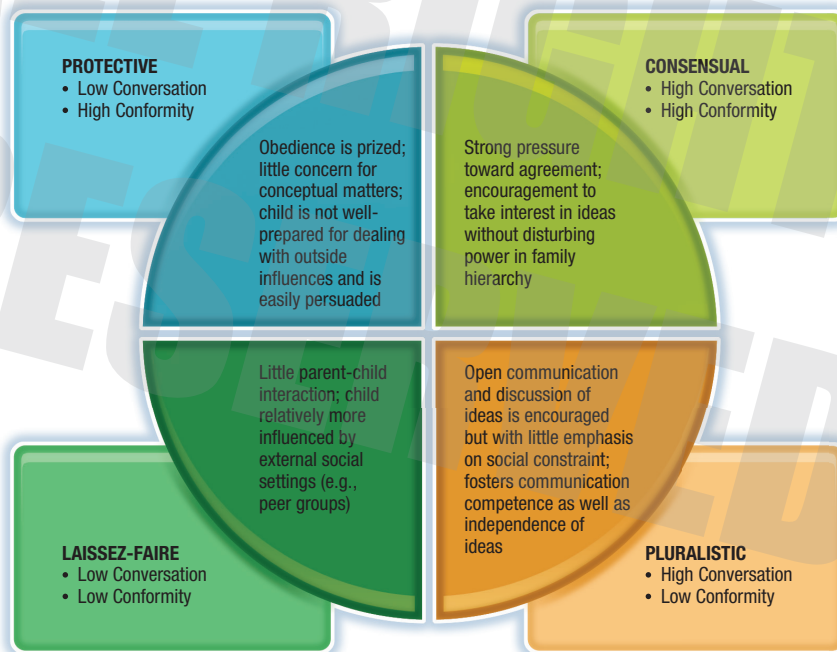 PROTECTIVE
• Low Conversation
• High Conformity
Obedience is prized;
little concern for
conceptual matters;
child is not well-
prepared for dealing
with outside
influences and is
easily persuaded
CONSENSUAL
• High Conversation
• High Conformity
Strong pressure
toward agreement;
encouragement to
take interest in ideas
without disturbing
power in family
hierarchy
Little parent-child
interaction; child
relatively more
influenced by
external social
settings (e.g.,
peer groups)
LAISSEZ-FAIRE
• Low Conversation
• Low Conformity
Open communication
and discussion of
ideas is encouraged
but with little emphasis
on social constraint;
fosters communication
competence as well as
independence of
ideas
PLURALISTIC
• High Conversation
• Low Conformity